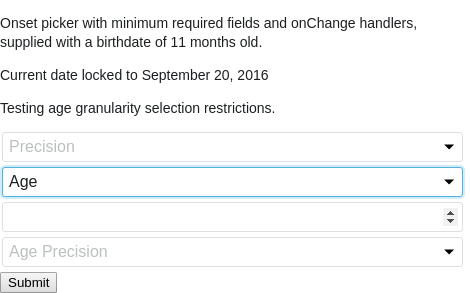 Onset picker with minimum required fields and onChange handlers,
supplied with a birthdate of 11 months old.
Current date locked to September 20, 2016
Testing age granularity selection restrictions.
Precision
Age
Age Precision
Submit